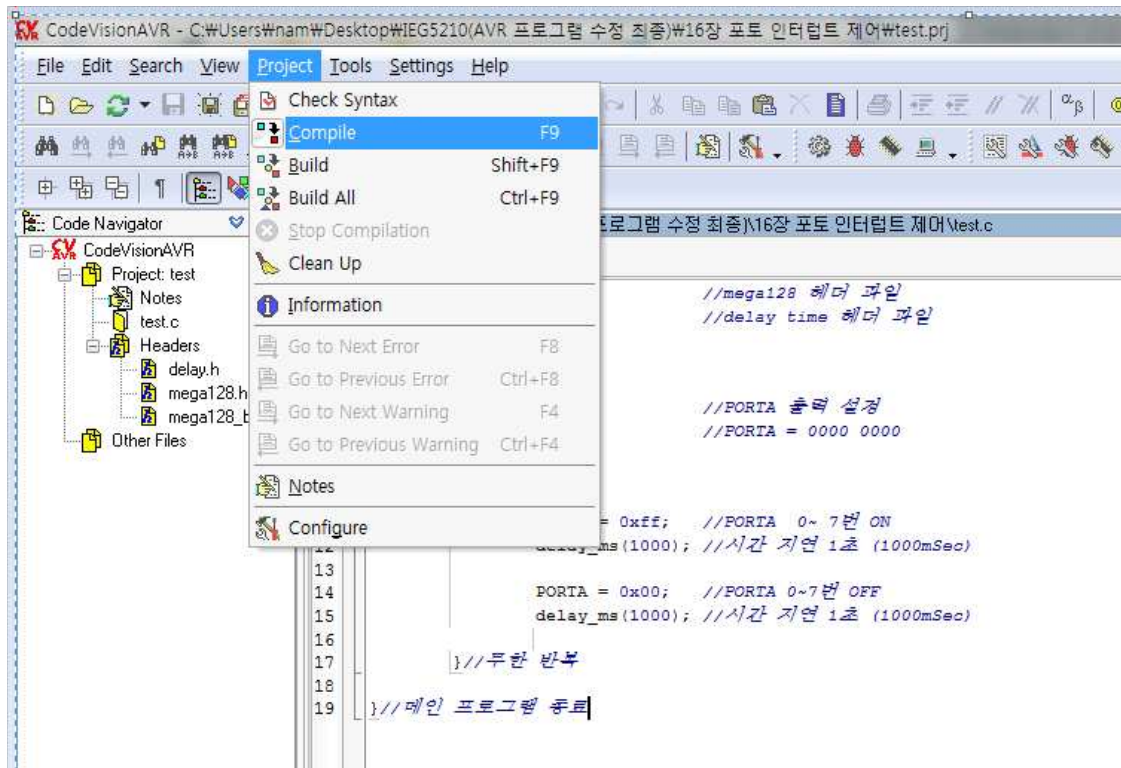 CodeVisionAVR - C:\Users\nam\Desktop\IEG5210(AVR 프로그램 수정 최종)\16장 포토 인터럽트 제어\test.prj
File Edit Search View Project Tools Settings Help
Check Syntax
Compile F9
Build Shift+F9
Build All Ctrl+F9
Stop Compilation
Clean Up
Information
Go to Next Error F8
Go to Previous Error Ctrl+F8
Go to Next Warning F4
Go to Previous Warning Ctrl+F4
Notes
Configure
Code Navigator
CodeVisionAVR
Project: test
Notes
test.c
Headers
delay.h
mega128.h
mega128_b
Other Files
프로그램 수정 최종)\16장 포토 인터럽트 제어\test.c
//mega128 헤더 파일
//delay time 헤더 파일
//PORTA 출력 설정
//PORTA = 0000 0000
= 0xff; //PORTA 0~ 7번 ON
12 delay_ms(1000); //시간 지연 1초 (1000mSec)
13
14 PORTA = 0x00; //PORTA 0~7번 OFF
15 delay_ms(1000); //시간 지연 1초 (1000mSec)
16
17 }//무한 반복
18
19 }//메인 프로그램 종료